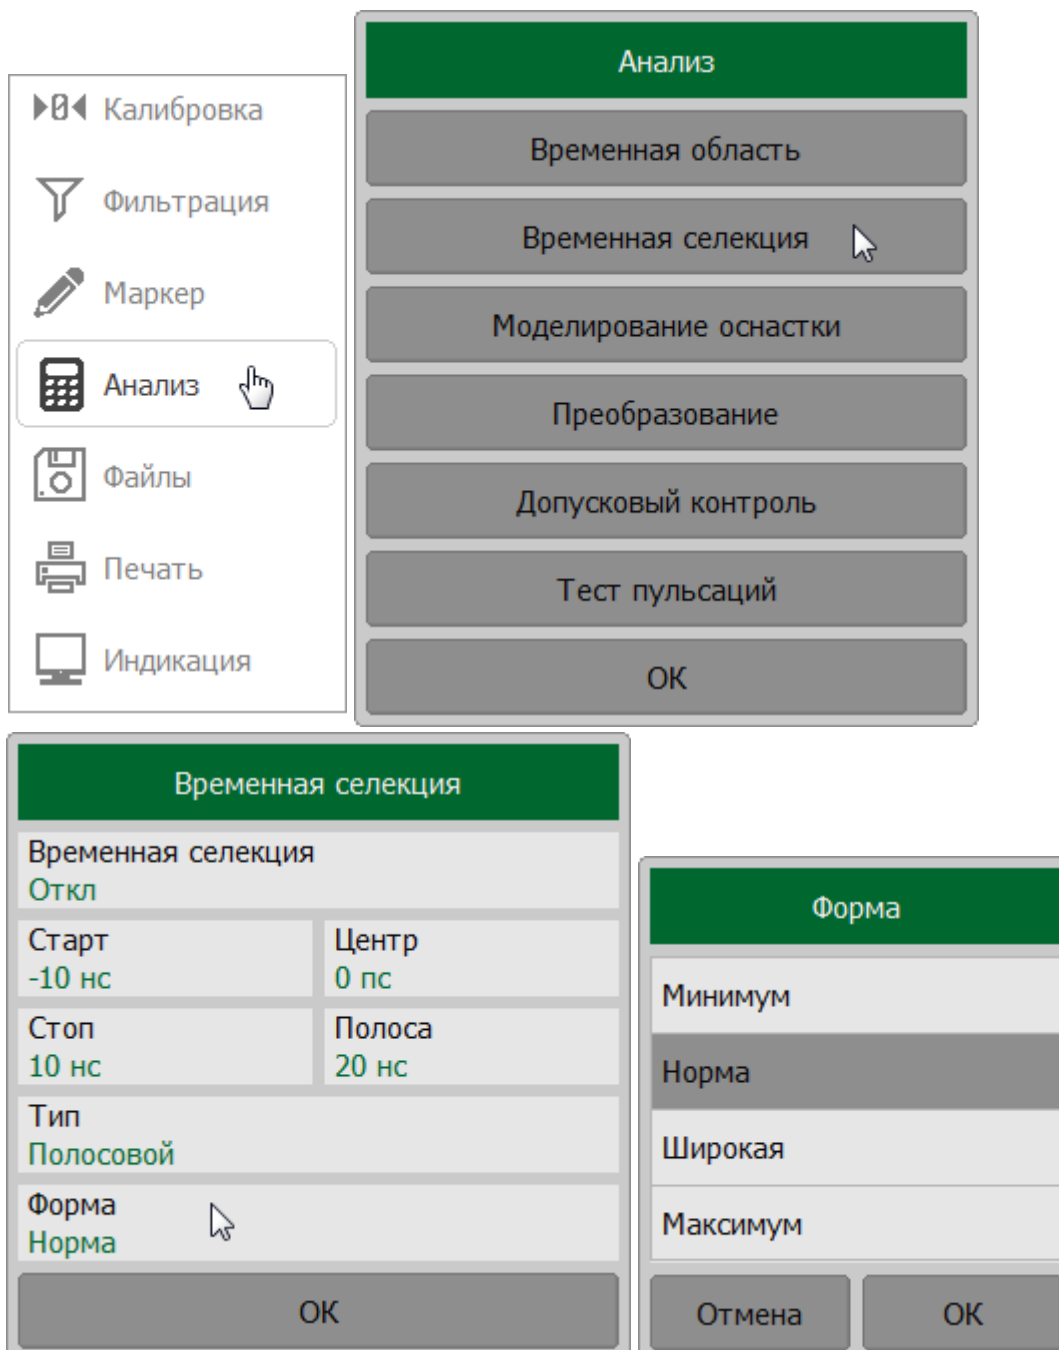 Калибровка
Фильтрация
Маркер
Анализ
Файлы
Печать
Индикация
Анализ
Временная область
Временная селекция
Моделирование оснастки
Преобразование
Допусковый контроль
Тест пульсаций
ОК
Временная селекция
Временная селекция
Откл
Старт
-10 нс
Центр
0 пс
Стоп
10 нс
Полоса
20 нс
Тип
Полосовой
Форма
Норма
ОК
Форма
Минимум
Норма
Широкая
Максимум
Отмена
ОК